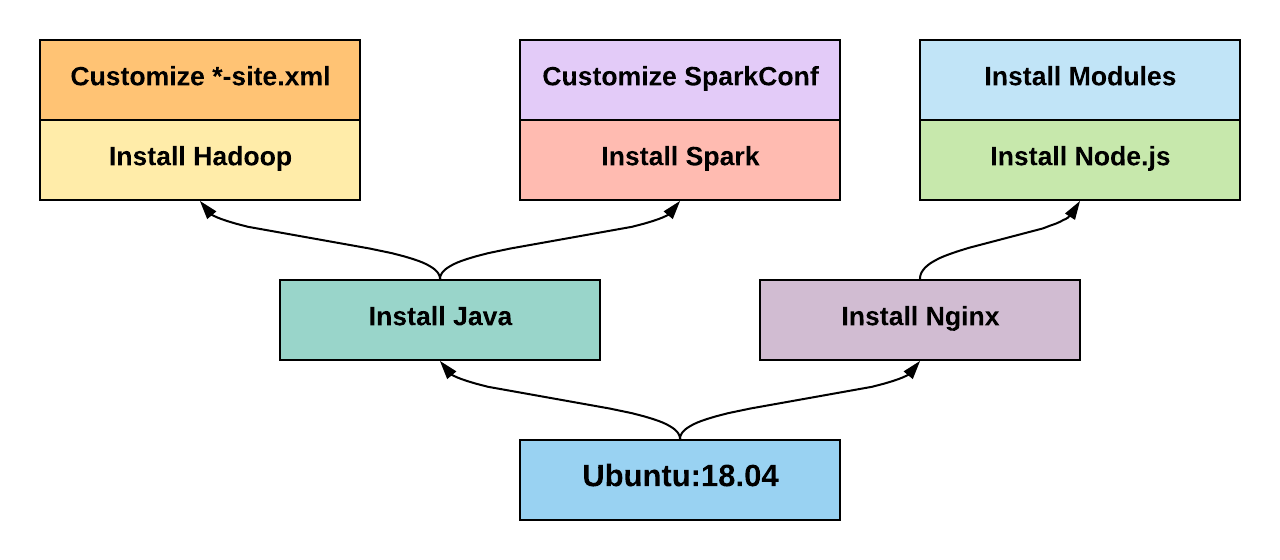 Customize *-site.xml
Install Hadoop
Customize SparkConf
Install Spark
Install Modules
Install Node.js
Install Java
Install Nginx
Ubuntu:18.04